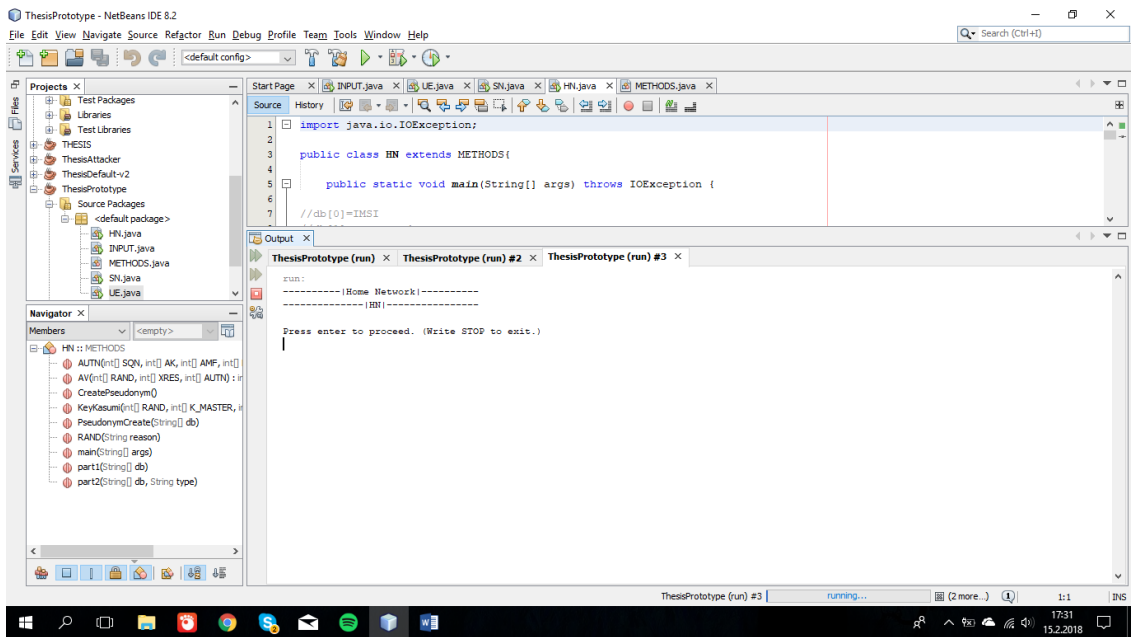 ThesisPrototype - NetBeans IDE 8.2
File Edit View Navigate Source Refactor Run Debug Profile Team Tools Window Help
Search (Ctrl+I)
<default config>
Files
Services
Projects
Test Packages
Libraries
Test Libraries
THESIS
ThesisAttacker
ThesisDefault-v2
ThesisPrototype
Source Packages
<default package>
HN.java
INPUT.java
METHODS.java
SN.java
UE.java
Start Page INPUT.java UE.java SN.java HN.java METHODS.java
Source History
1 import java.io.IOException;
2
3 public class HN extends METHODS{
4
5 public static void main(String[] args) throws IOException {
6
7 //db[0]=IMSI
Output
ThesisPrototype (run) ThesisPrototype (run) #2 ThesisPrototype (run) #3
run:
----------|Home Network|----------
--------------|HN|----------------
Press enter to proceed. (Write STOP to exit.)
Navigator
Members <empty>
HN :: METHODS
AUTN(int[] SQN, int[] AK, int[] AMF, int[]
AV(int[] RAND, int[] XRES, int[] AUTN) : in
CreatePseudonym()
KeyKasumi(int[] RAND, int[] K_MASTER, in
PseudonymCreate(String[] db)
RAND(String reason)
main(String[] args)
part1(String[] db)
part2(String[] db, String type)
ThesisPrototype (run) #3 running... (2 more...) 1 1:1 INS
17:31
15.2.2018